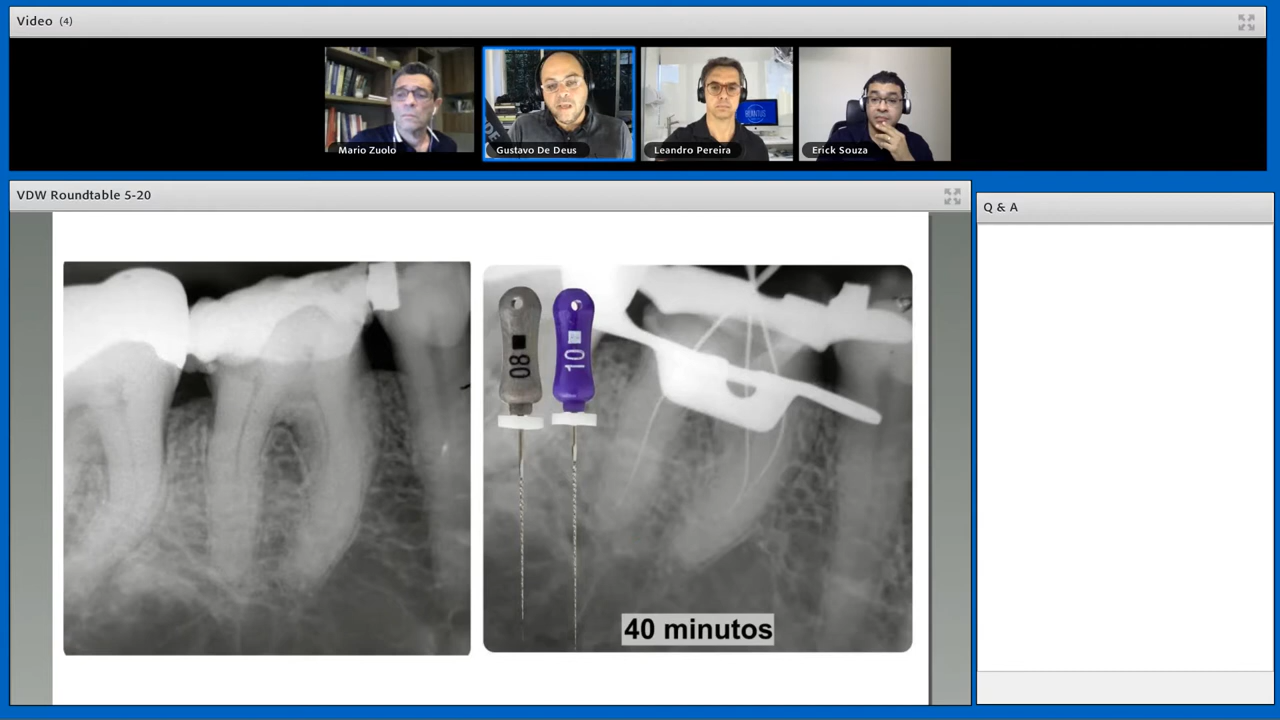 Video (4)
Mario Zuolo
Gustavo De Deus
Leandro Pereira
Erick Souza
VDW Roundtable 5-20
Q & A
08
10
40 minutos